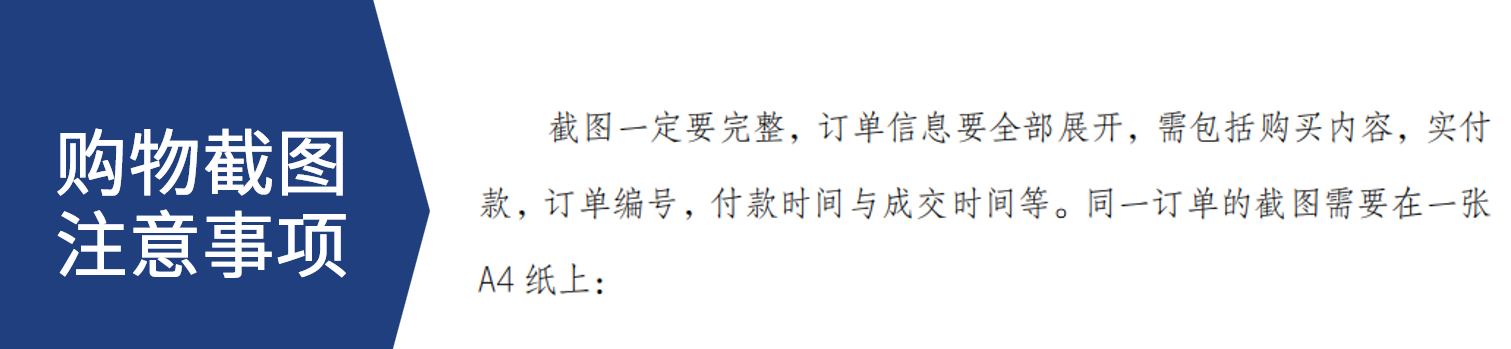 购物截图
注意事项
截图一定要完整，订单信息要全部展开，需包括购买内容，实付
款，订单编号，付款时间与成交时间等。同一订单的截图需要在一张
A4 纸上：